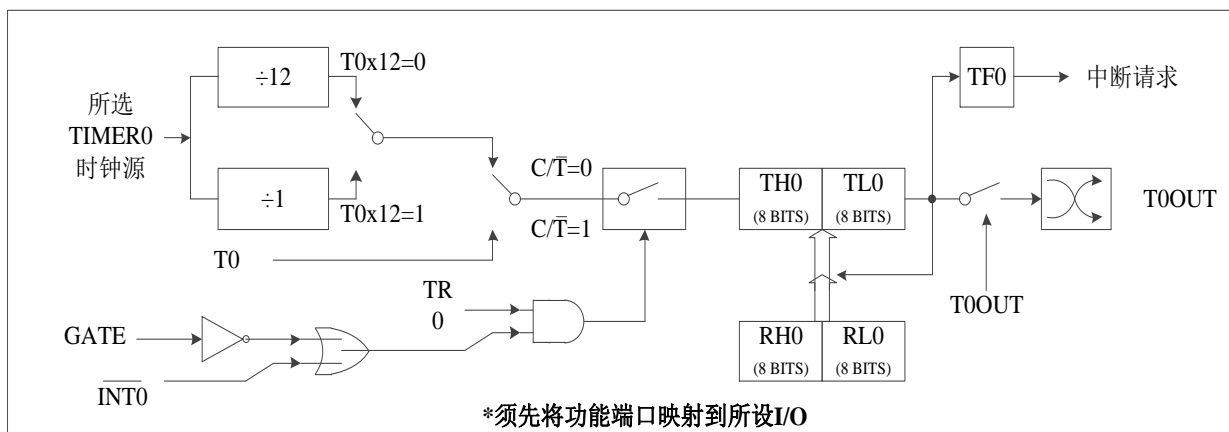 ÷12
T0x12=0
所选
TIMER0
时钟源
÷1
T0x12=1
T0
C/T̅=0
C/T̅=1
TH0
(8 BITS)
TL0
(8 BITS)
TF0
中断请求
T0OUT
T0OUT
TR
0
GATE
I̅N̅T̅0̅
RH0
(8 BITS)
RL0
(8 BITS)
*须先将功能端口映射到所设I/O